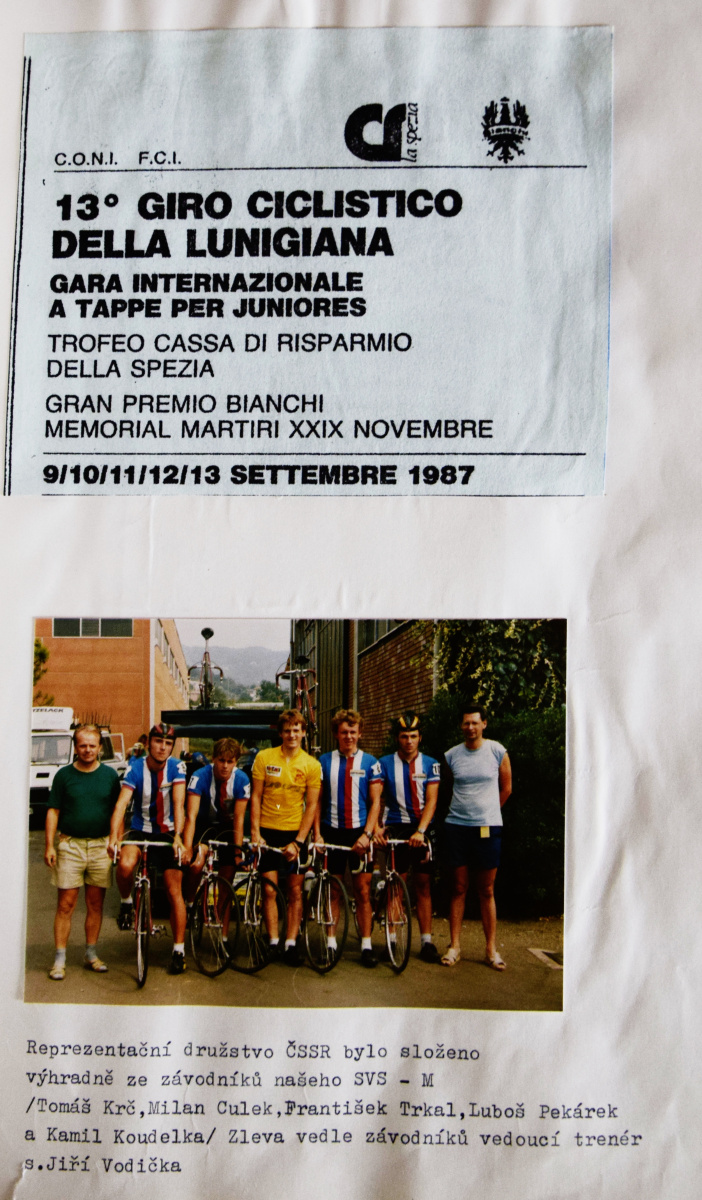 C.O.N.I. F.C.I.
la spezia
Bianchi
13° GIRO CICLISTICO
DELLA LUNIGIANA
GARA INTERNAZIONALE
A TAPPE PER JUNIORES
TROFEO CASSA DI RISPARMIO
DELLA SPEZIA
GRAN PREMIO BIANCHI
MEMORIAL MARTIRI XXIX NOVEMBRE
9/10/11/12/13 SETTEMBRE 1987
Reprezentační družstvo ČSSR bylo složeno
výhradně ze závodníků našeho SVS - M
/Tomáš Krč,Milan Culek,František Trkal,Luboš Pekárek
a Kamil Koudelka/ Zleva vedle závodníků vedoucí trenér
s.Jiří Vodička